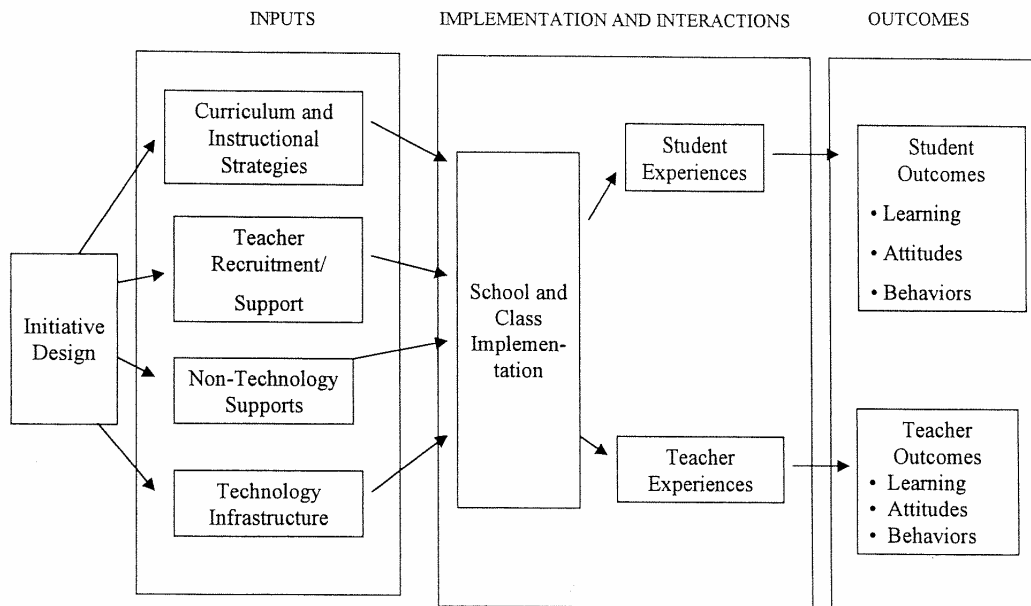 INPUTS
IMPLEMENTATION AND INTERACTIONS
OUTCOMES
Initiative
Design
Curriculum and
Instructional
Strategies
Teacher
Recruitment/
Support
Non-Technology
Supports
Technology
Infrastructure
School and
Class
Implemen-
tation
Student
Experiences
Teacher
Experiences
Student
Outcomes
• Learning
• Attitudes
• Behaviors
Teacher
Outcomes
• Learning
• Attitudes
• Behaviors